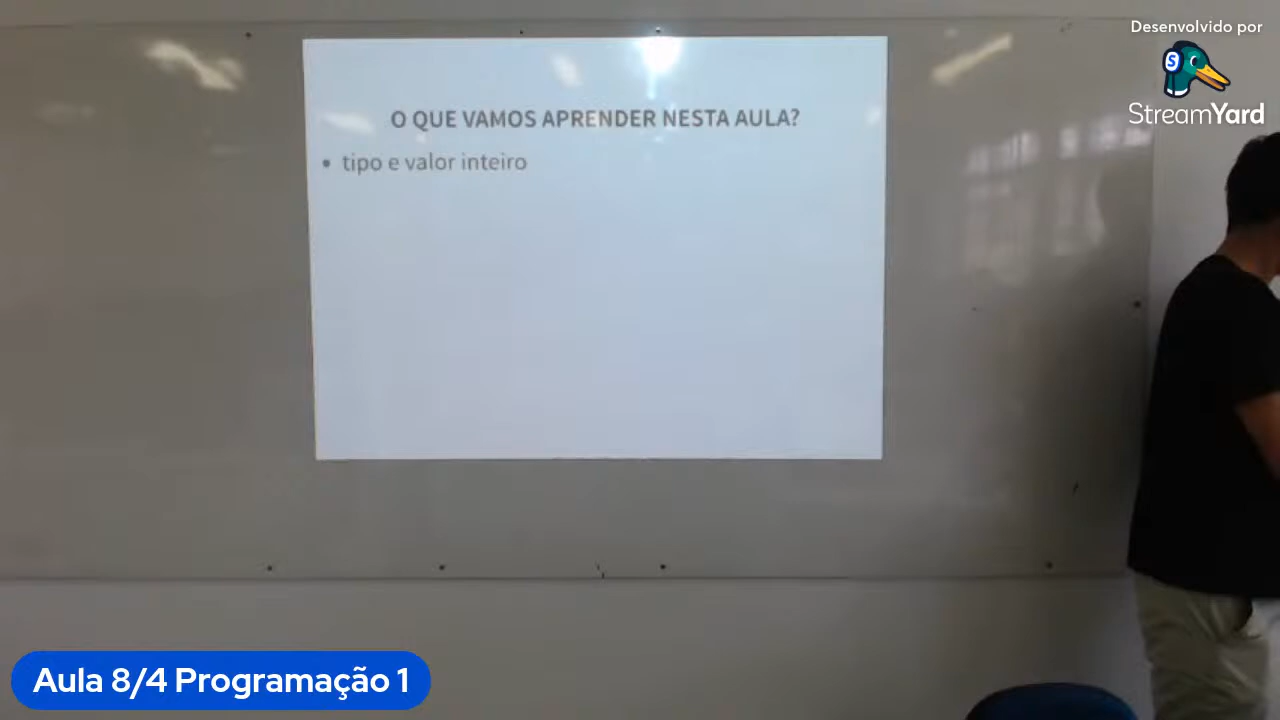 Desenvolvido por
S
StreamYard
O QUE VAMOS APRENDER NESTA AULA?
• tipo e valor inteiro
Aula 8/4 Programação 1